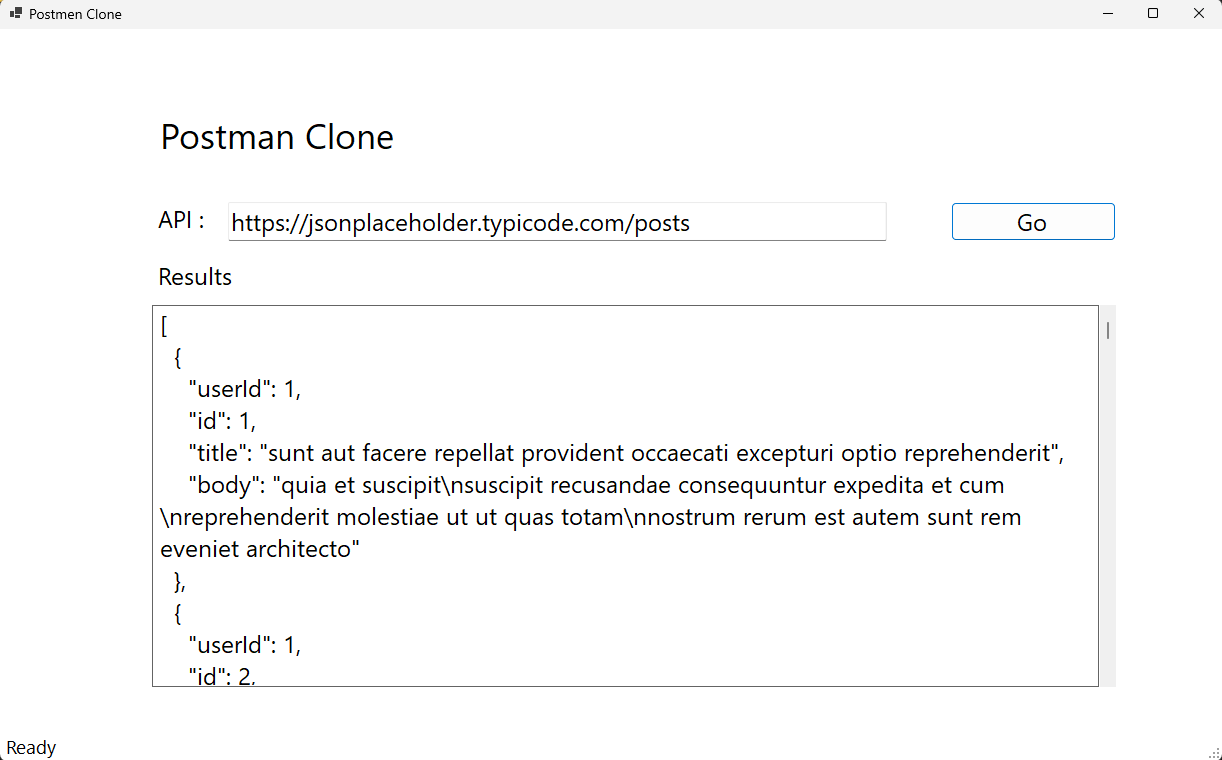 Postmen Clone
Postman Clone
API :
https://jsonplaceholder.typicode.com/posts
Go
Results
[
{
"userId": 1,
"id": 1,
"title": "sunt aut facere repellat provident occaecati excepturi optio reprehenderit",
"body": "quia et suscipit\nsuscipit recusandae consequuntur expedita et cum
\nreprehenderit molestiae ut ut quas totam\nnostrum rerum est autem sunt rem
eveniet architecto"
},
{
"userId": 1,
"id": 2,
Ready